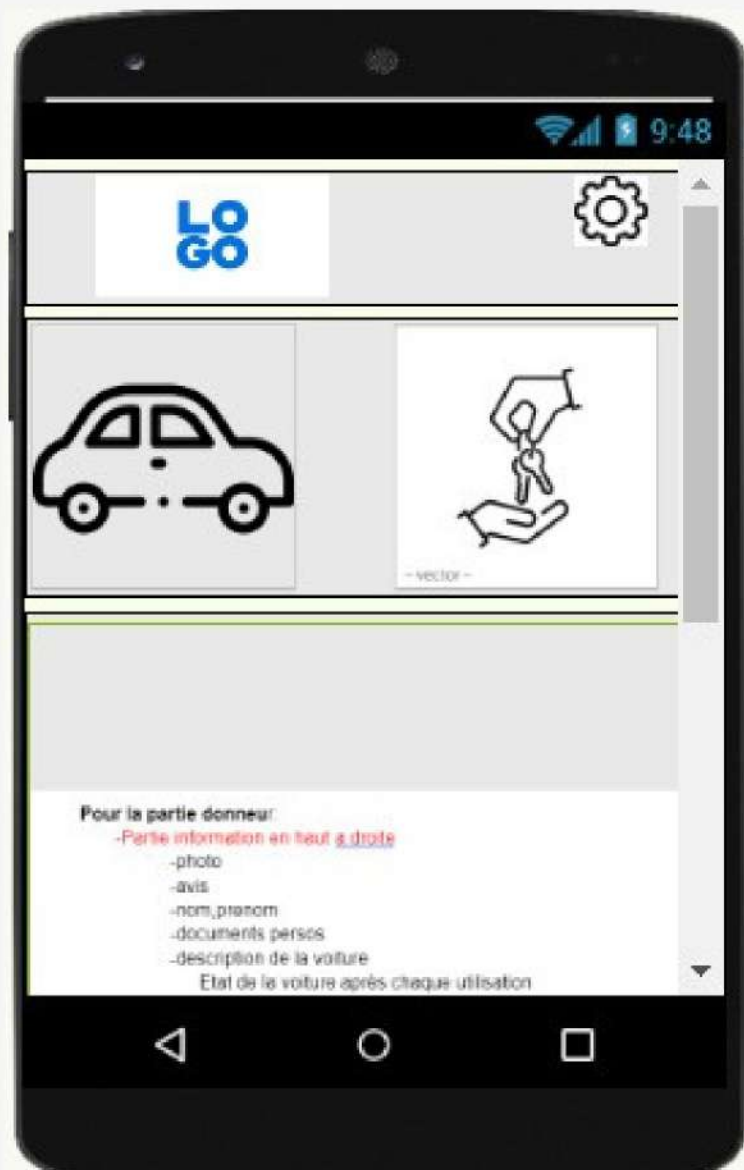 9:48
LO
GO
- vector -
Pour la partie donneur:
-Partie information en haut a droite
-photo
-avis
-nom,prenom
-documents persos
-description de la voiture
Etat de la voiture après chaque utilisation